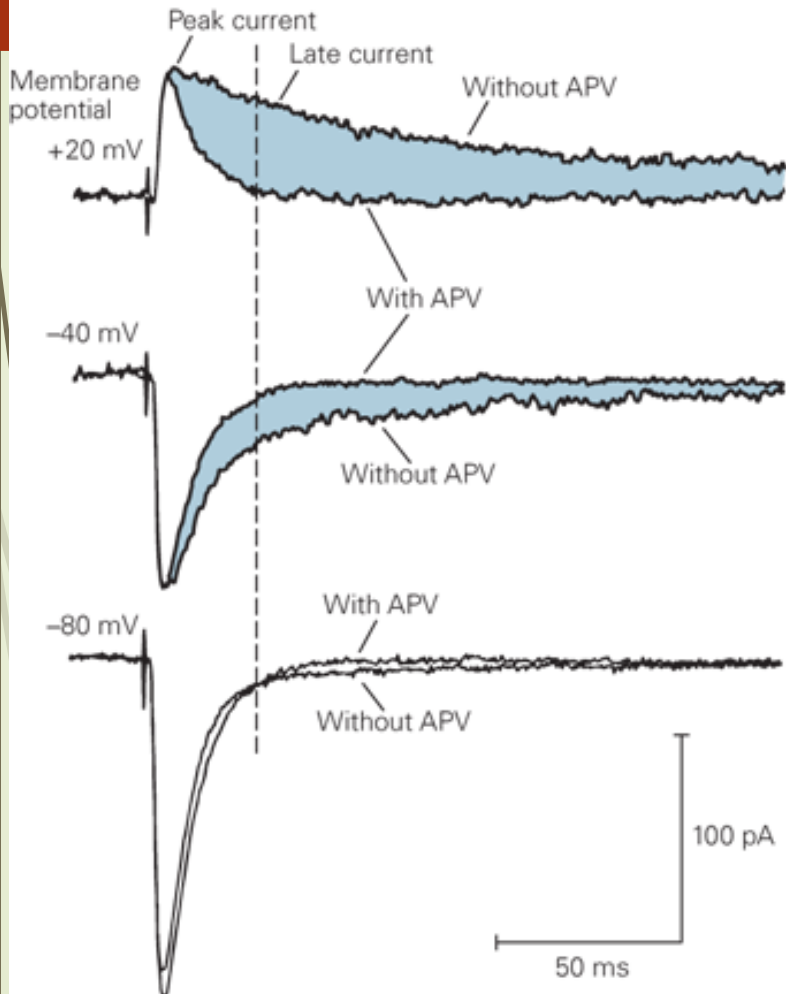 Peak current
Late current
Membrane
potential
Without APV
+20 mV
With APV
–40 mV
Without APV
With APV
–80 mV
Without APV
100 pA
50 ms